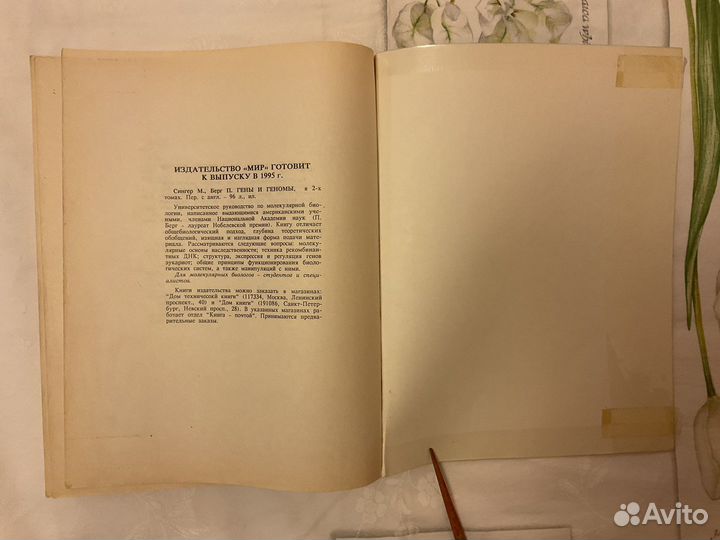 ИЗДАТЕЛЬСТВО «МИР» ГОТОВИТ
К ВЫПУСКУ В 1995 г.
Сингер М., Берг П. ГЕНЫ И ГЕНОМЫ, в 2-х
томах. Пер. с англ. – 96 л., ил.
Университетское руководство по молекулярной био-
логии, написанное выдающимися американскими уче-
ными, членами Национальной Академии наук (П.
Берг - лауреат Нобелевской премии). Книгу отличает
общебиологический подход, глубина теоретических
обобщений, изящная и наглядная форма подачи мате-
риала. Рассматриваются следующие вопросы: молеку-
лярные основы наследственности; техника рекомбинан-
тных ДНК; структура, экспрессия и регуляция генов
эукариот; общие принципы функционирования биоло-
гических систем, а также манипуляций с ними.
Для молекулярных биологов - студентов и специ-
алистов.
Книги издательства можно заказать в магазинах:
"Дом технической книги" (117334, Москва, Ленинский
проспект., 40) и "Дом книги" (191086, Санкт-Петер-
бург, Невский просп., 28). В указанных магазинах ра-
ботает отдел "Книга - почтой". Принимаются предва-
рительные заказы.
Avito